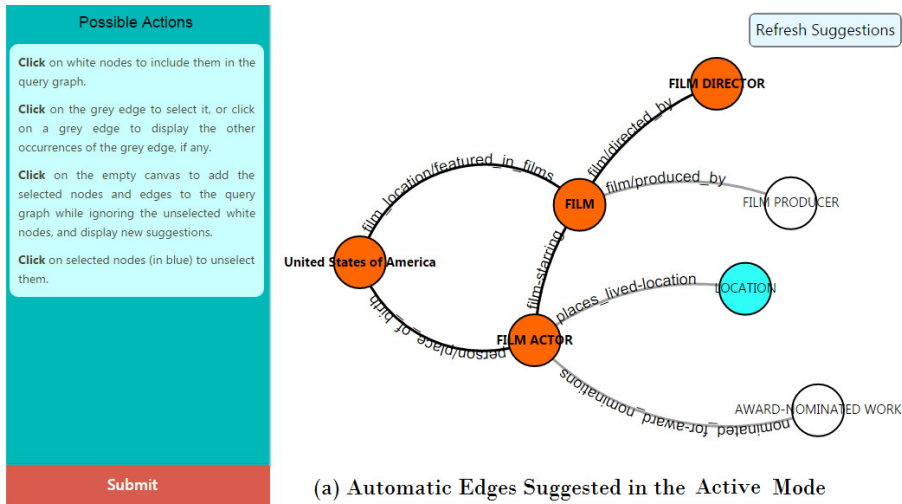 Possible Actions
Click on white nodes to include them in the
query graph.
Click on the grey edge to select it, or click
on a grey edge to display the other
occurrences of the grey edge, if any.
Click on the empty canvas to add the
selected nodes and edges to the query
graph while ignoring the unselected white
nodes, and display new suggestions.
Click on selected nodes (in blue) to unselect
them.
Submit
Refresh Suggestions
FILM DIRECTOR
film/directed_by
film_location/featured_in_films
film/produced_by
FILM
FILM PRODUCER
film-starring
United States of America
places_lived-location
LOCATION
person/place_of_birth
FILM ACTOR
nominated_for-award_nominations
AWARD-NOMINATED WORK
(a) Automatic Edges Suggested in the Active Mode